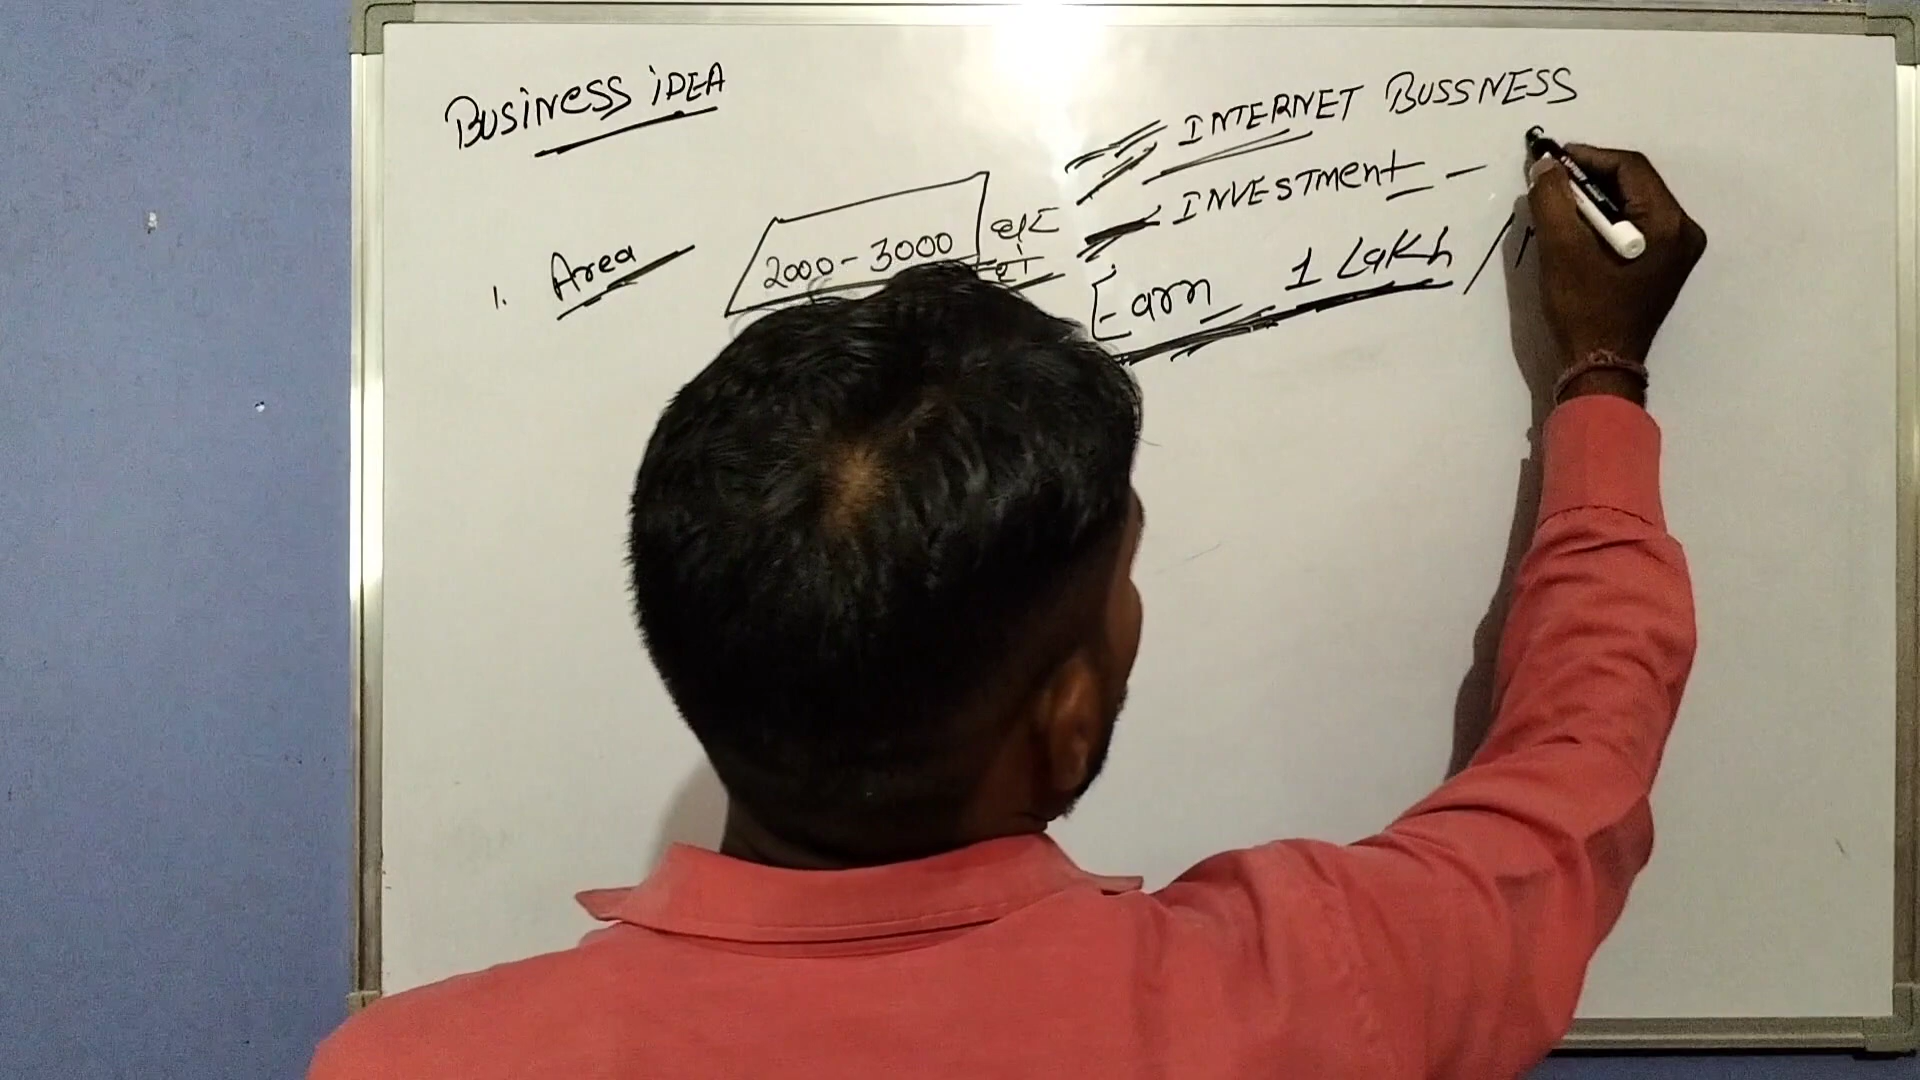 BUSINESS IDEA
INTERNET BUSSNESS
INVESTMENT -
1. Area
2000-3000
Earn 1 Lakh /